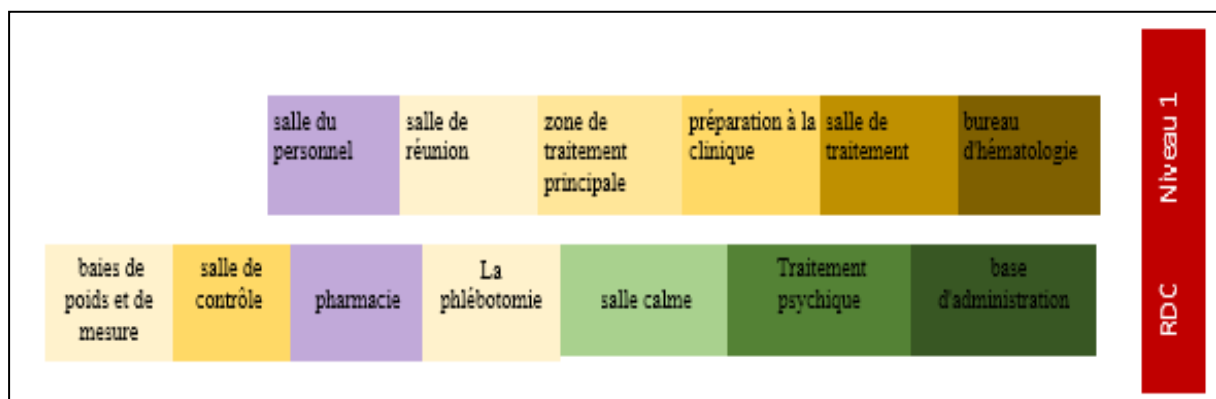 salle du
personnel
salle de
réunion
zone de
traitement
principale
préparation à la
clinique
salle de
traitement
bureau
d'hématologie
Niveau 1
baies de
poids et de
mesure
salle de
contrôle
pharmacie
La
phlébotomie
salle calme
Traitement
psychique
base
d'administration
RDC